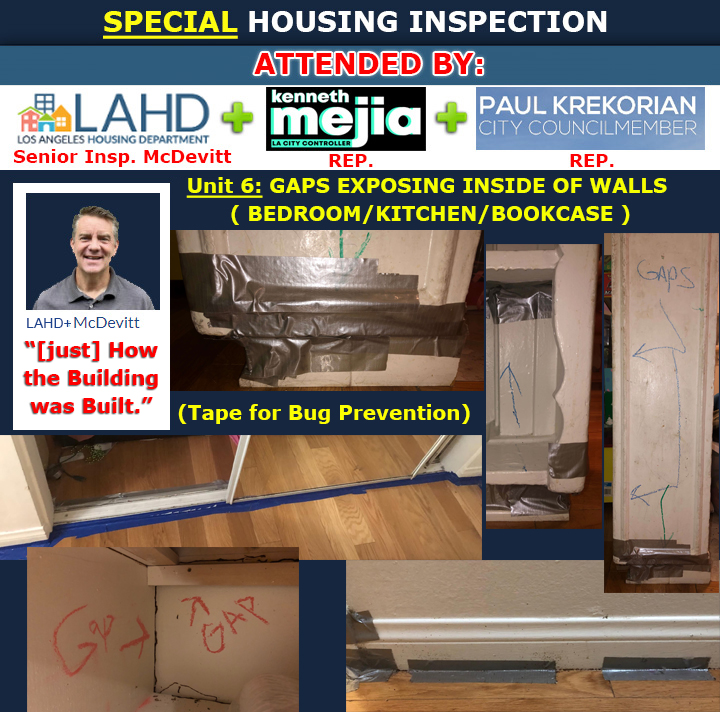 SPECIAL HOUSING INSPECTION
ATTENDED BY:
LAHD
LOS ANGELES HOUSING DEPARTMENT
Senior Insp. McDevitt
+
kenneth
mejia
LA CITY CONTROLLER
REP.
+
PAUL KREKORIAN
CITY COUNCILMEMBER
REP.
Unit 6: GAPS EXPOSING INSIDE OF WALLS
( BEDROOM/KITCHEN/BOOKCASE )
LAHD+McDevitt
“[just] How
the Building
was Built.”
(Tape for Bug Prevention)
GAPS
GAP
GAP